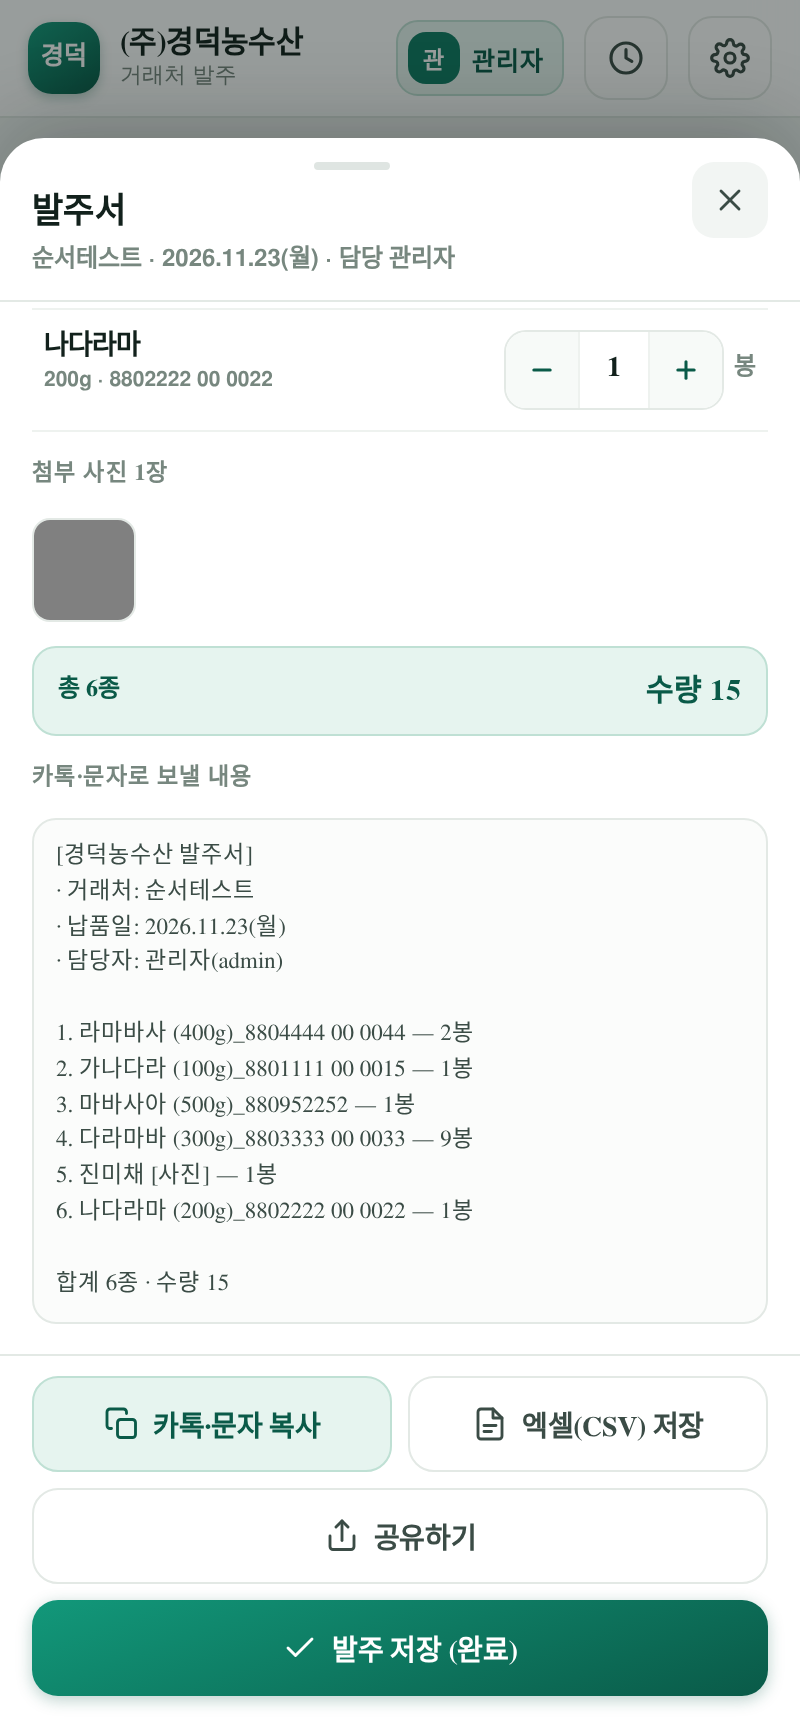 경덕
(주)경덕농수산
거래처 발주
관
관리자
발주서
순서테스트 · 2026.11.23(월) · 담당 관리자
나다라마
200g · 8802222 00 0022
1
봉
첨부 사진 1장
총 6종
수량 15
카톡·문자로 보낼 내용
[경덕농수산 발주서]
· 거래처: 순서테스트
· 납품일: 2026.11.23(월)
· 담당자: 관리자(admin)
1. 라마바사 (400g)_8804444 00 0044 — 2봉
2. 가나다라 (100g)_8801111 00 0015 — 1봉
3. 마바사아 (500g)_880952252 — 1봉
4. 다라마바 (300g)_8803333 00 0033 — 9봉
5. 진미채 [사진] — 1봉
6. 나다라마 (200g)_8802222 00 0022 — 1봉
합계 6종 · 수량 15
카톡·문자 복사
엑셀(CSV) 저장
공유하기
발주 저장 (완료)